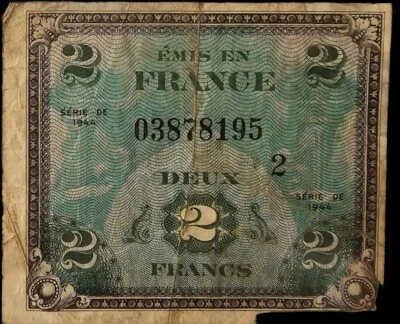 2 ÉMIS EN 2
FRANCE
SÉRIE DE
1944
03878195
2
DEUX
SÉRIE DE
1944
2 2 2
FRANCS